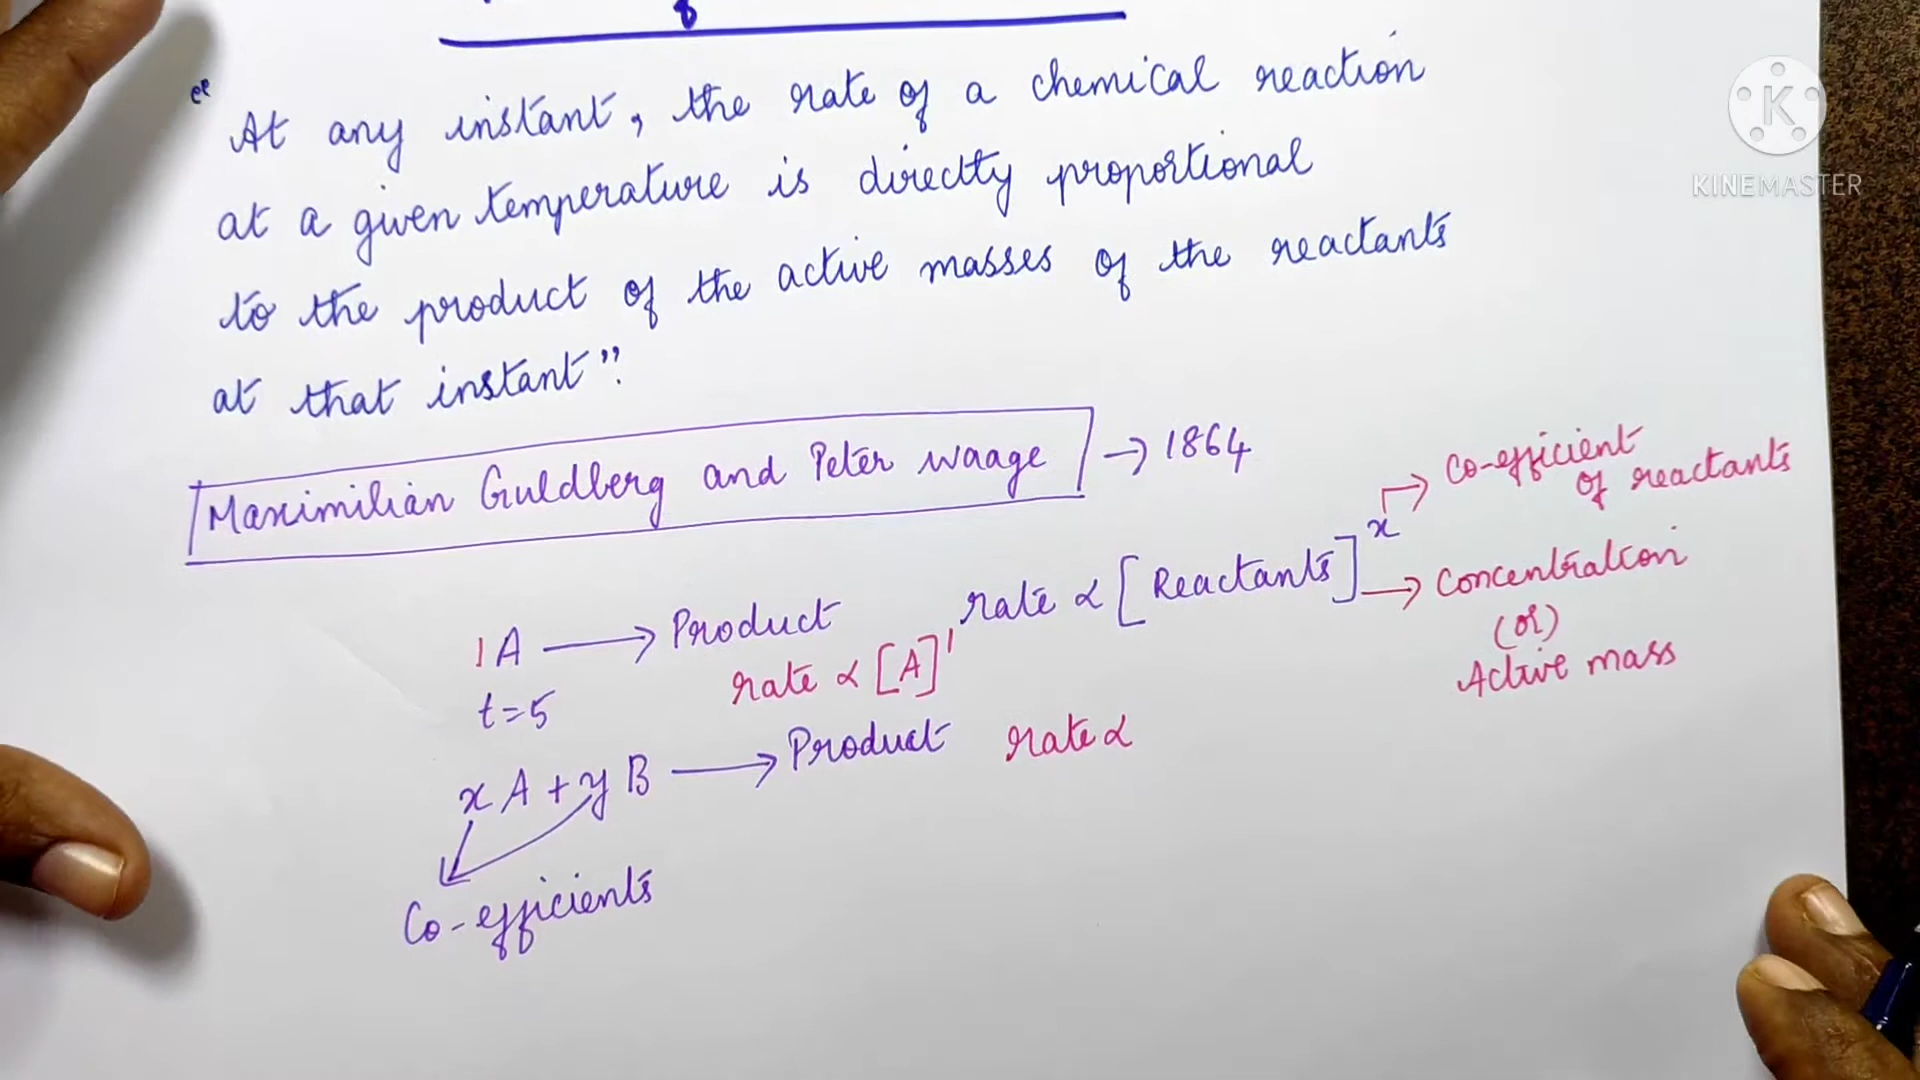 “At any instant, the rate of a chemical reaction
at a given temperature is directly proportional
to the product of the active masses of the reactants
at that instant”.
Maximilian Guldberg and Peter waage → 1864
1A ⟶ Product
t=5
rate ∝ [A]¹
rate ∝ [Reactants]ˣ
→ Co-efficient
of reactants
→ Concentration
(or)
Active mass
xA + yB ⟶ Product rate ∝
Co-efficients
KINEMASTER